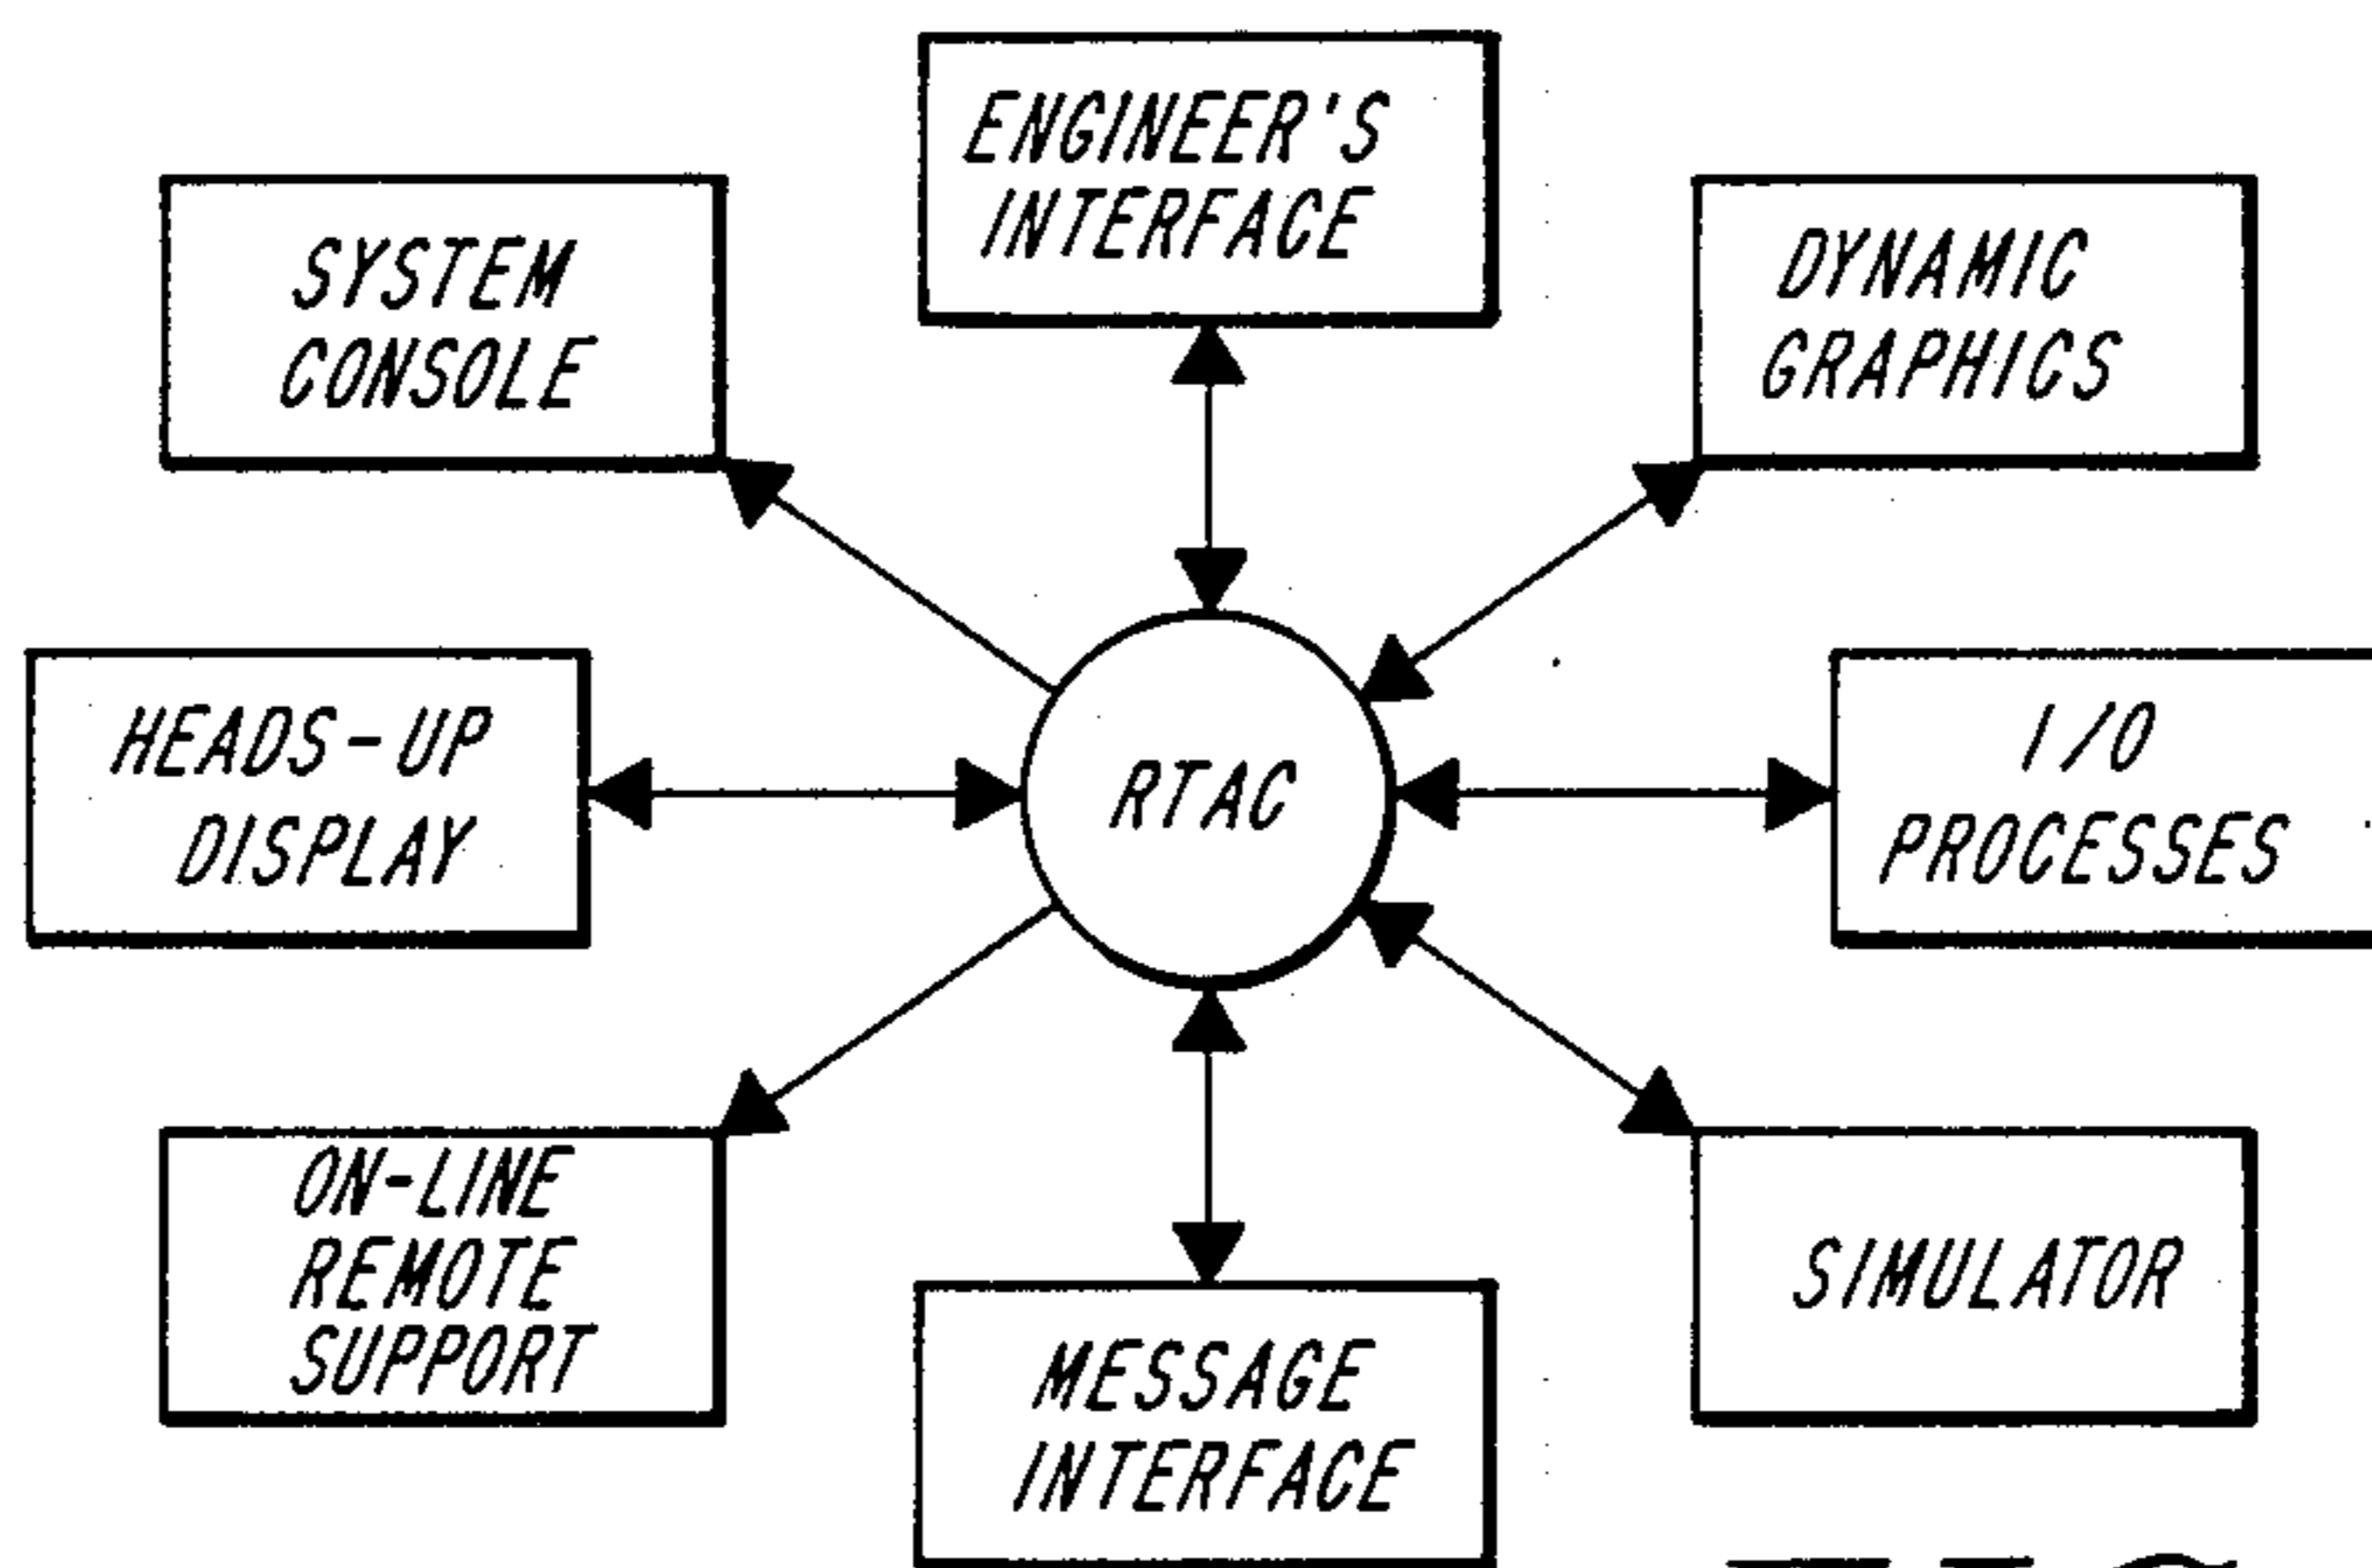 ENGINEER'S
INTERFACE
SYSTEM
CONSOLE
DYNAMIC
GRAPHICS
HEADS-UP
DISPLAY
RTAC
I/O
PROCESSES
ON-LINE
REMOTE
SUPPORT
MESSAGE
INTERFACE
SIMULATOR